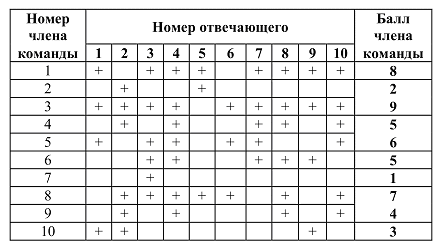 Номер члена команды Номер отвечающего Балл члена команды
1 2 3 4 5 6 7 8 9 10
1 + + + + + + + + 8
2 + + 2
3 + + + + + + + + + 9
4 + + + + + 5
5 + + + + + + 6
6 + + + + + 5
7 + 1
8 + + + + + + + 7
9 + + + + 4
10 + + + 3